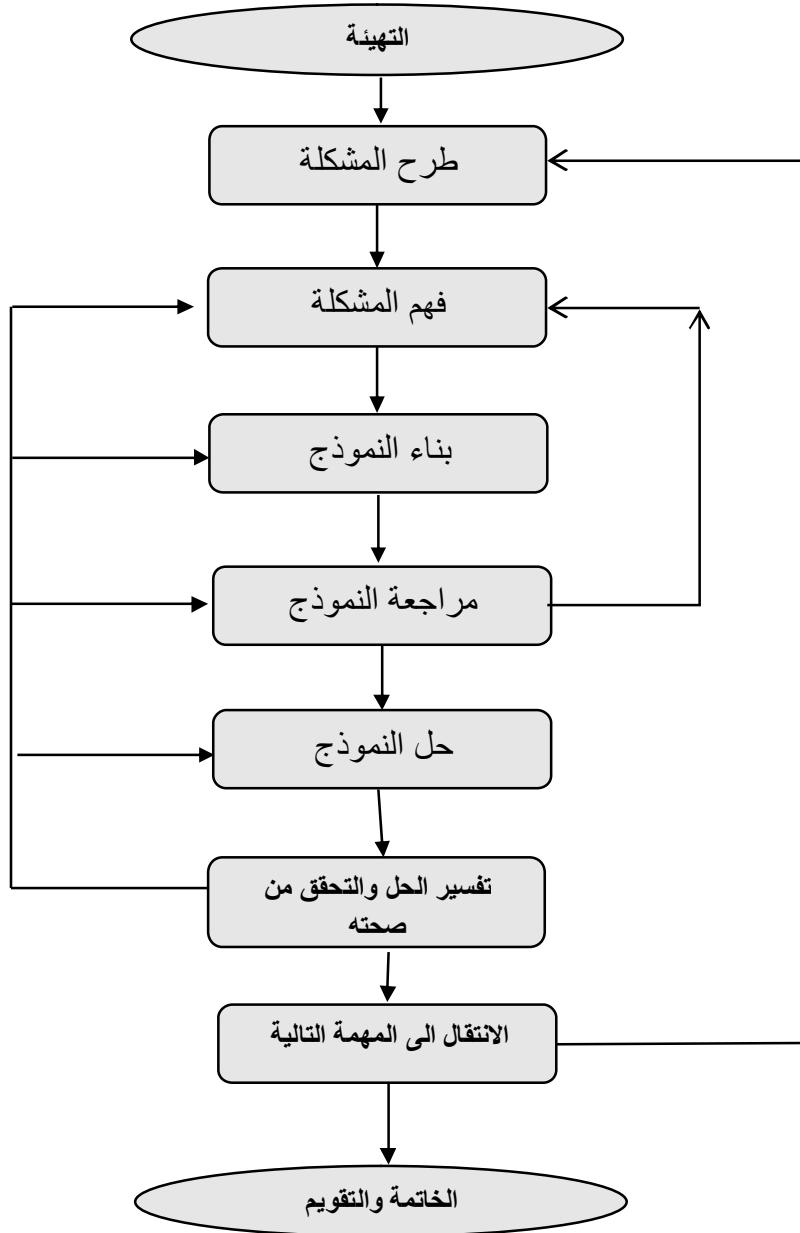 التهيئة
طرح المشكلة
فهم المشكلة
بناء النموذج
مراجعة النموذج
حل النموذج
تفسير الحل والتحقق من
صحته
الانتقال الى المهمة التالية
الخاتمة والتقويم